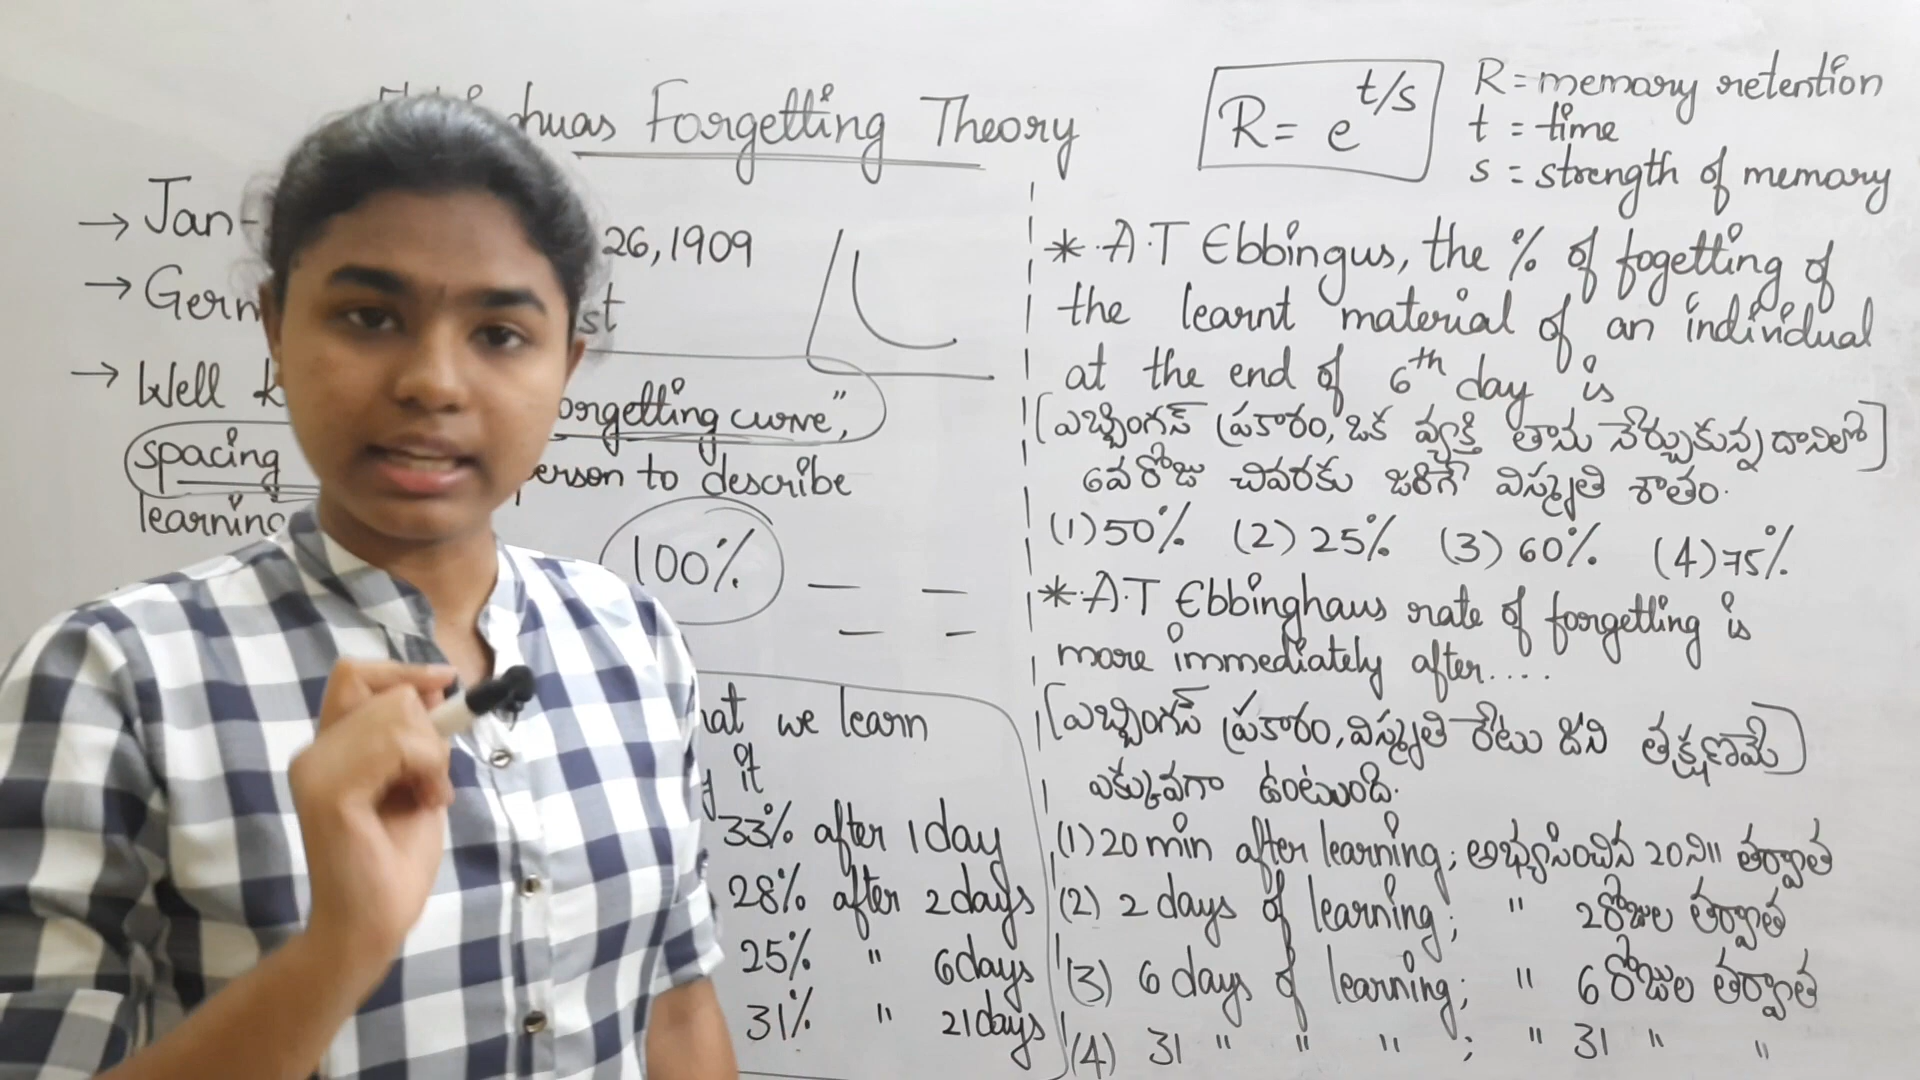 Forgetting Theory
→ Jan- 26, 1909
→ Germ st
→ Well k orgetting curve",
spacing erson to describe
learning
100%
at we learn
it
33% after 1 day
28% after 2 days
25% " 6 days
31% " 21 days
R = e^t/s
R = memory retention
t = time
s = strength of memory
* A.T Ebbingus, the % of fogetting of
the learnt material of an individual
at the end of 6th day is
[ఎబ్బింగస్ ప్రకారం, ఒక వ్యక్తి తాను నేర్చుకున్న దానిలో]
6వ రోజు చివరకు జరిగే విస్మృతి శాతం.
(1) 50% (2) 25% (3) 60% (4) 75%
* A.T Ebbinghaus rate of forgetting is
more immediately after....
[ఎబ్బింగస్ ప్రకారం, విస్మృతి రేటు దీని తక్షణమే]
ఎక్కువగా ఉంటుంది.
(1) 20 min after learning; అభ్యసించిన 20ని॥ తర్వాత
(2) 2 days of learning; " 2రోజుల తర్వాత
(3) 6 days of learning; " 6 రోజుల తర్వాత
(4) 31 " " " ; " 31 " "